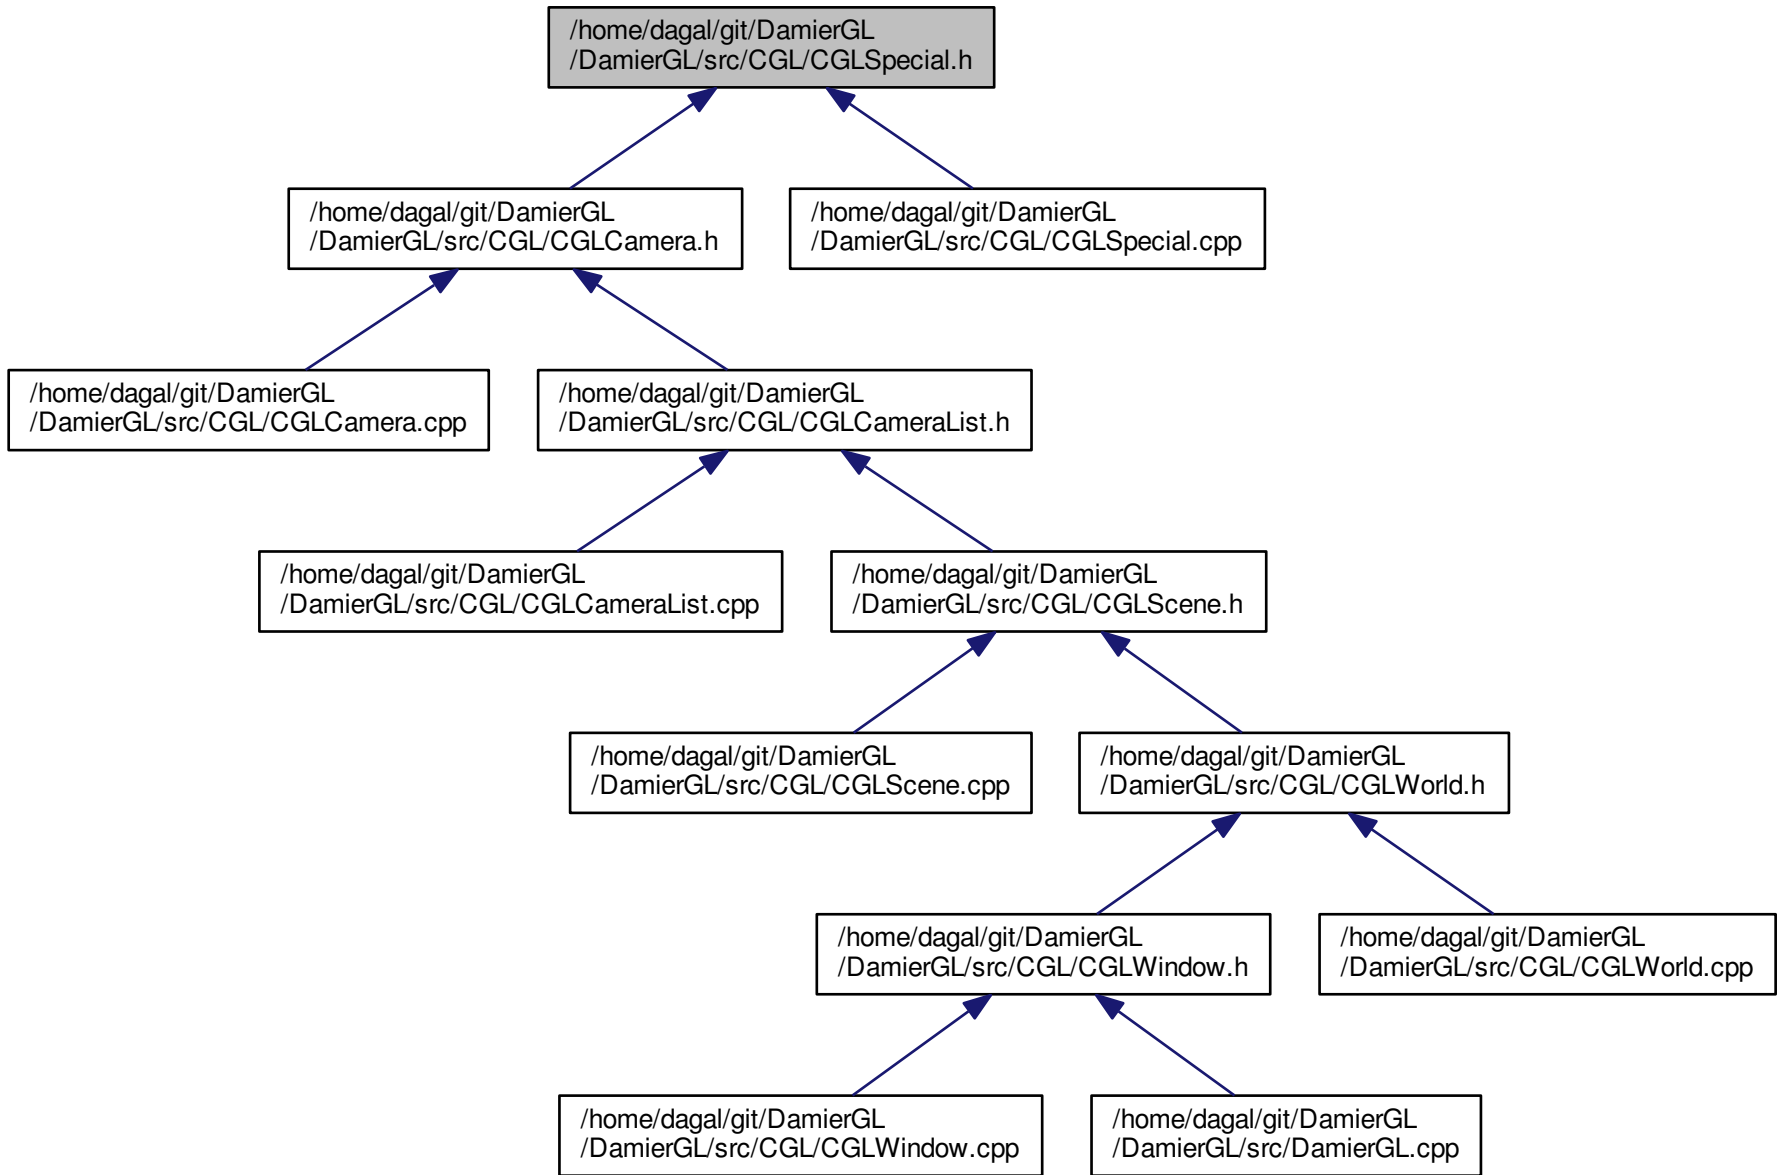 /home/dagal/git/DamierGL
/DamierGL/src/CGL/CGLSpecial.h
/home/dagal/git/DamierGL
/DamierGL/src/CGL/CGLCamera.h
/home/dagal/git/DamierGL
/DamierGL/src/CGL/CGLSpecial.cpp
/home/dagal/git/DamierGL
/DamierGL/src/CGL/CGLCamera.cpp
/home/dagal/git/DamierGL
/DamierGL/src/CGL/CGLCameraList.h
/home/dagal/git/DamierGL
/DamierGL/src/CGL/CGLCameraList.cpp
/home/dagal/git/DamierGL
/DamierGL/src/CGL/CGLScene.h
/home/dagal/git/DamierGL
/DamierGL/src/CGL/CGLScene.cpp
/home/dagal/git/DamierGL
/DamierGL/src/CGL/CGLWorld.h
/home/dagal/git/DamierGL
/DamierGL/src/CGL/CGLWindow.h
/home/dagal/git/DamierGL
/DamierGL/src/CGL/CGLWorld.cpp
/home/dagal/git/DamierGL
/DamierGL/src/CGL/CGLWindow.cpp
/home/dagal/git/DamierGL
/DamierGL/src/DamierGL.cpp